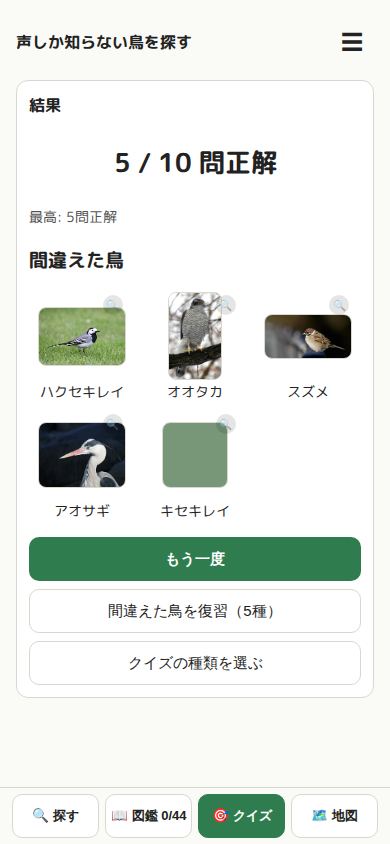 声しか知らない鳥を探す
結果
5 / 10 問正解
最高: 5問正解
間違えた鳥
ハクセキレイ
オオタカ
スズメ
アオサギ
キセキレイ
もう一度
間違えた鳥を復習（5種）
クイズの種類を選ぶ
探す
図鑑 0/44
クイズ
地図